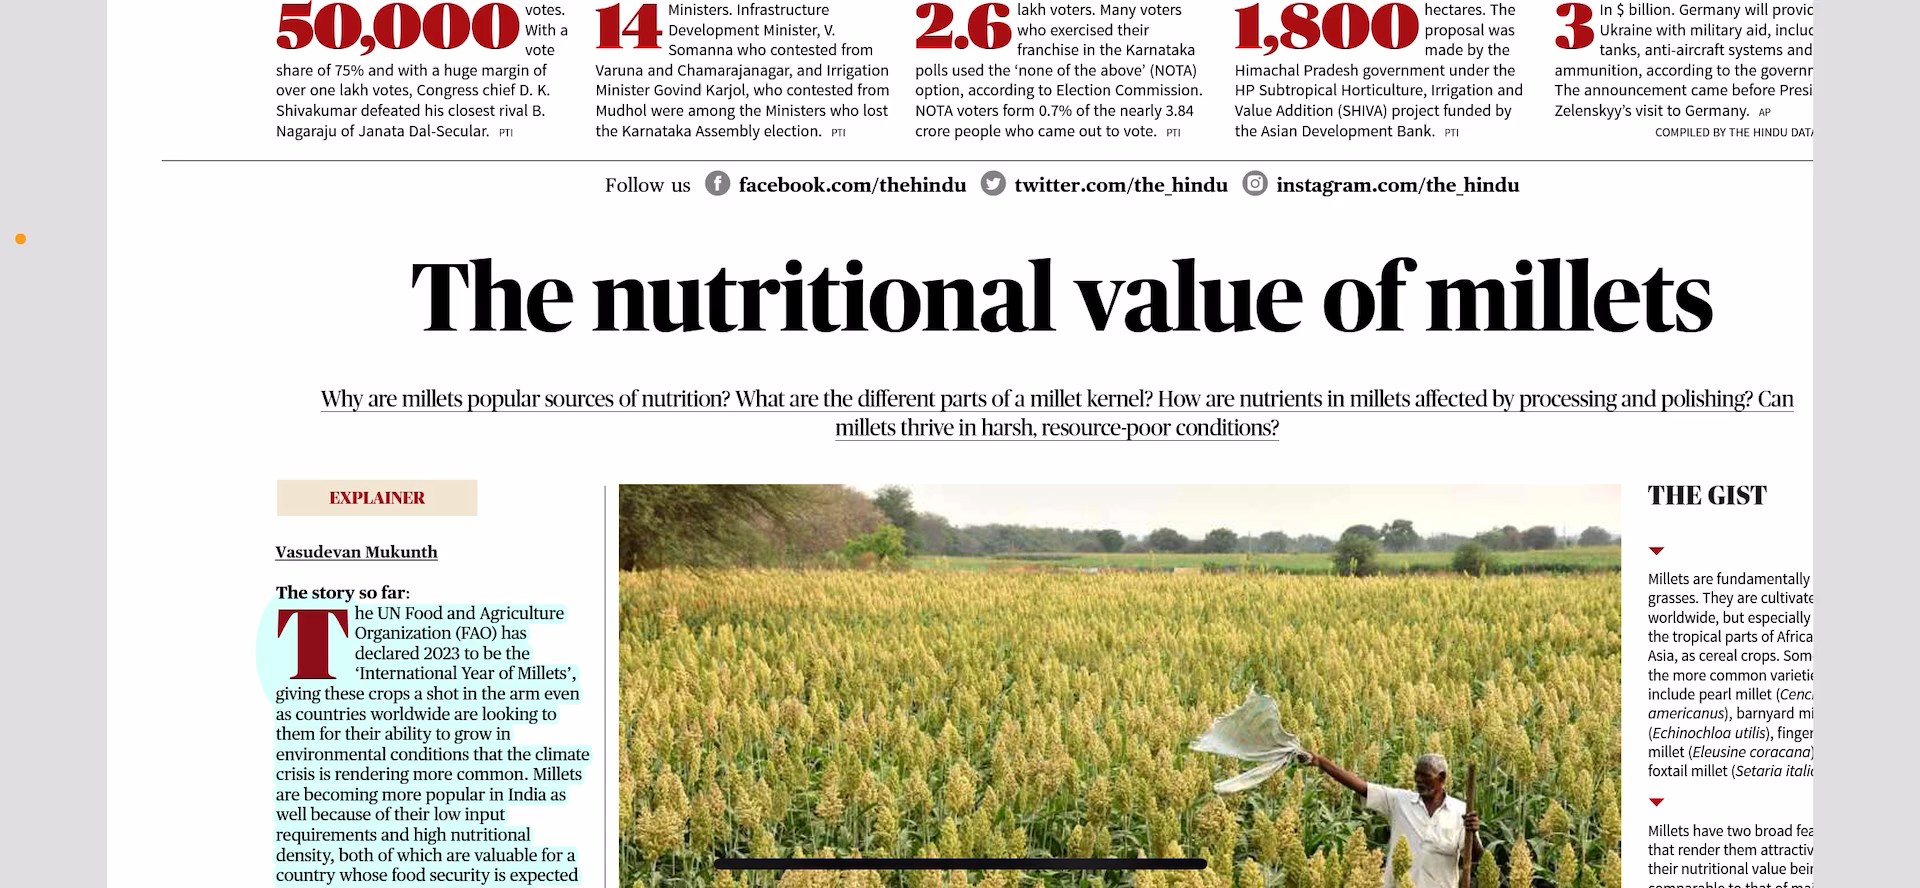 50,000 votes.
With a
vote
share of 75% and with a huge margin of
over one lakh votes, Congress chief D. K.
Shivakumar defeated his closest rival B.
Nagaraju of Janata Dal-Secular. PTI
14 Ministers. Infrastructure
Development Minister, V.
Somanna who contested from
Varuna and Chamarajanagar, and Irrigation
Minister Govind Karjol, who contested from
Mudhol were among the Ministers who lost
the Karnataka Assembly election. PTI
2.6 lakh voters. Many voters
who exercised their
franchise in the Karnataka
polls used the ‘none of the above’ (NOTA)
option, according to Election Commission.
NOTA voters form 0.7% of the nearly 3.84
crore people who came out to vote. PTI
1,800 hectares. The
proposal was
made by the
Himachal Pradesh government under the
HP Subtropical Horticulture, Irrigation and
Value Addition (SHIVA) project funded by
the Asian Development Bank. PTI
3 In $ billion. Germany will provid
Ukraine with military aid, includ
tanks, anti-aircraft systems and
ammunition, according to the governr
The announcement came before Presi
Zelenskyy’s visit to Germany. AP
COMPILED BY THE HINDU DATA
Follow us facebook.com/thehindu twitter.com/the_hindu instagram.com/the_hindu
The nutritional value of millets
Why are millets popular sources of nutrition? What are the different parts of a millet kernel? How are nutrients in millets affected by processing and polishing? Can
millets thrive in harsh, resource-poor conditions?
EXPLAINER
Vasudevan Mukunth
The story so far:
The UN Food and Agriculture
Organization (FAO) has
declared 2023 to be the
‘International Year of Millets’,
giving these crops a shot in the arm even
as countries worldwide are looking to
them for their ability to grow in
environmental conditions that the climate
crisis is rendering more common. Millets
are becoming more popular in India as
well because of their low input
requirements and high nutritional
density, both of which are valuable for a
country whose food security is expected
THE GIST
Millets are fundamentally
grasses. They are cultivate
worldwide, but especially
the tropical parts of Africa
Asia, as cereal crops. Som
the more common varietie
include pearl millet (Cenc
americanus), barnyard mi
(Echinochloa utilis), finger
millet (Eleusine coracana)
foxtail millet (Setaria italic
Millets have two broad fea
that render them attractiv
their nutritional value bein